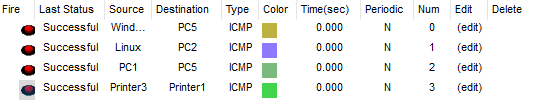 Fire Last Status Source Destination Type Color Time(sec) Periodic Num Edit Delete
Successful Wind... PC5 ICMP 0.000 N 0 (edit)
Successful Linux PC2 ICMP 0.000 N 1 (edit)
Successful PC1 PC5 ICMP 0.000 N 2 (edit)
Successful Printer3 Printer1 ICMP 0.000 N 3 (edit)